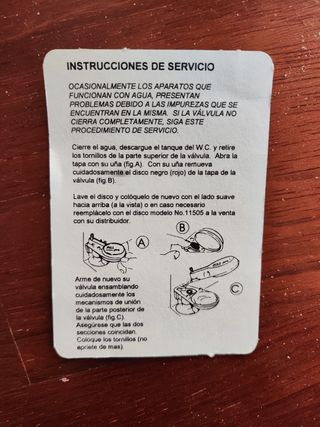 INSTRUCCIONES DE SERVICIO
OCASIONALMENTE LOS APARATOS QUE
FUNCIONAN CON AGUA, PRESENTAN
PROBLEMAS DEBIDO A LAS IMPUREZAS QUE SE
ENCUENTRAN EN LA MISMA. SI LA VÁLVULA NO
CIERRA COMPLETAMENTE, SIGA ESTE
PROCEDIMIENTO DE SERVICIO.
Cierre el agua, descargue el tanque del W.C. y retire
los tornillos de la parte superior de la válvula. Abra la
tapa con su uña (fig.A). Con su uña remueva
cuidadosamente el disco negro (rojo) de la tapa de la
válvula (fig.B).
Lave el disco y colóquelo de nuevo con el lado suave
hacia arriba (a la vista) o en caso necesario
reemplácelo con el disco modelo No.11505 a la venta
con su distribuidor.
A
B
C
Arme de nuevo su
válvula ensamblando
cuidadosamente los
mecanismos de unión
de la parte posterior de
la válvula (fig.C).
Asegúrese que las dos
secciones coincidan.
Coloque los tornillos (no
apriete de mas).